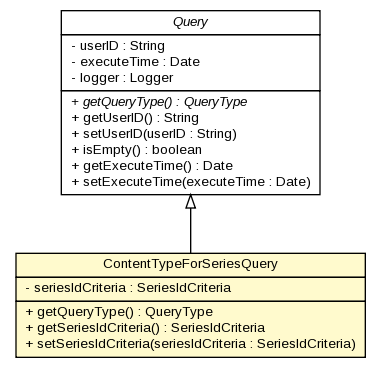 Query
- userID : String
- executeTime : Date
- logger : Logger
+ getQueryType() : QueryType
+ getUserID() : String
+ setUserID(userID : String)
+ isEmpty() : boolean
+ getExecuteTime() : Date
+ setExecuteTime(executeTime : Date)
ContentTypeForSeriesQuery
- seriesIdCriteria : SeriesIdCriteria
+ getQueryType() : QueryType
+ getSeriesIdCriteria() : SeriesIdCriteria
+ setSeriesIdCriteria(seriesIdCriteria : SeriesIdCriteria)